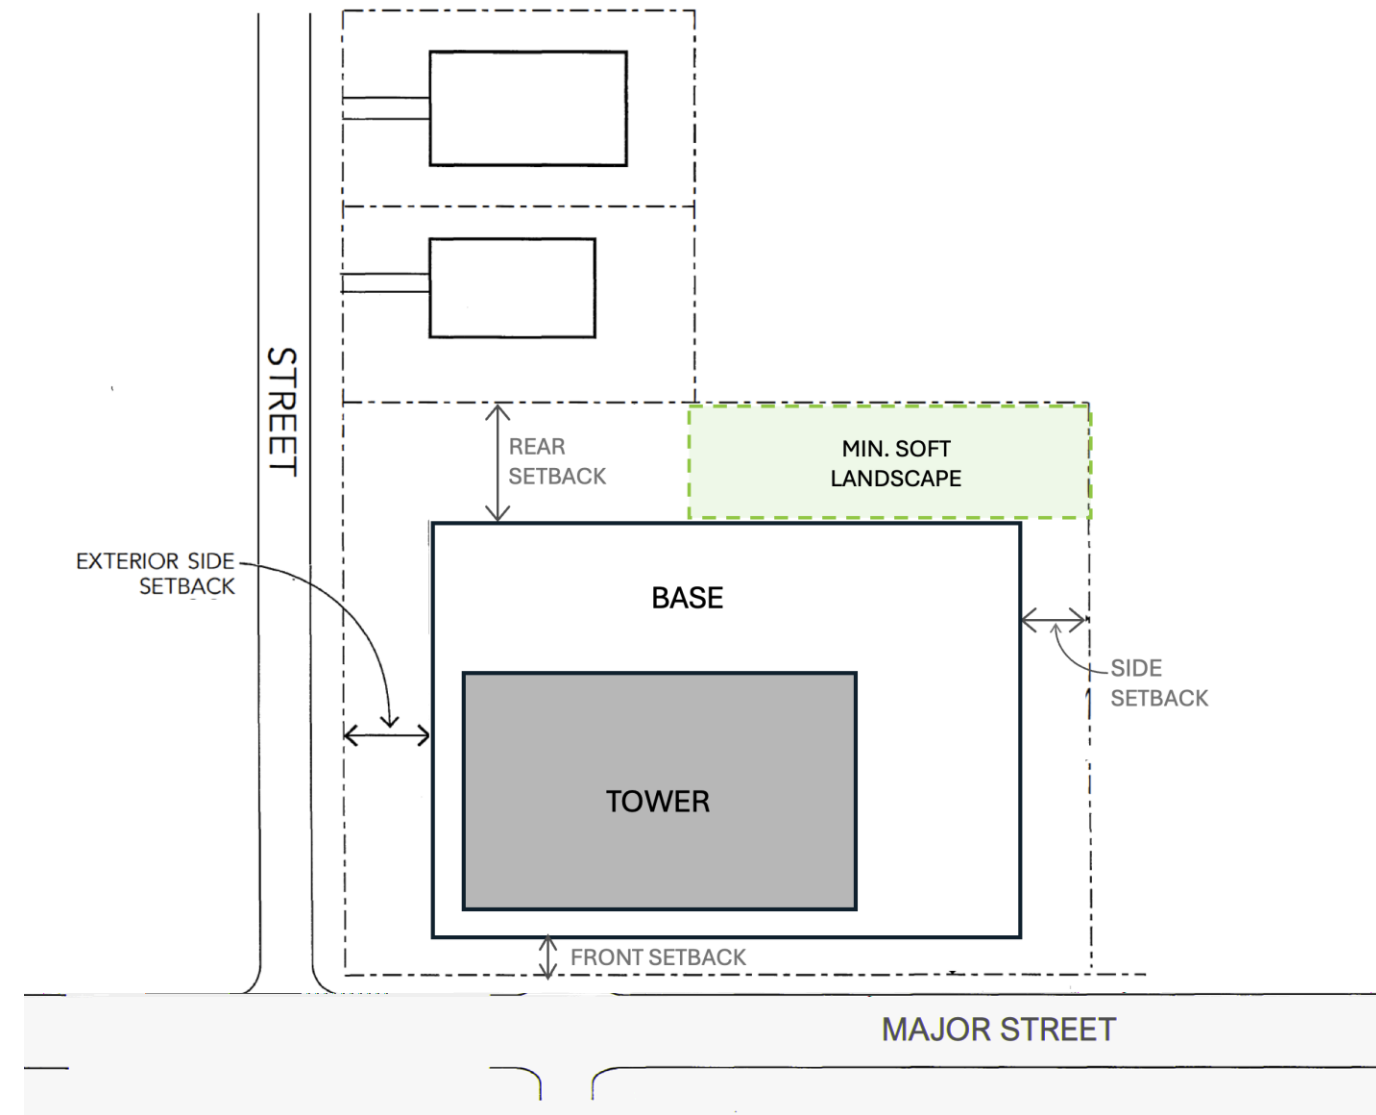 STREET
REAR
SETBACK
MIN. SOFT
LANDSCAPE
EXTERIOR SIDE
SETBACK
BASE
SIDE
SETBACK
TOWER
FRONT SETBACK
MAJOR STREET